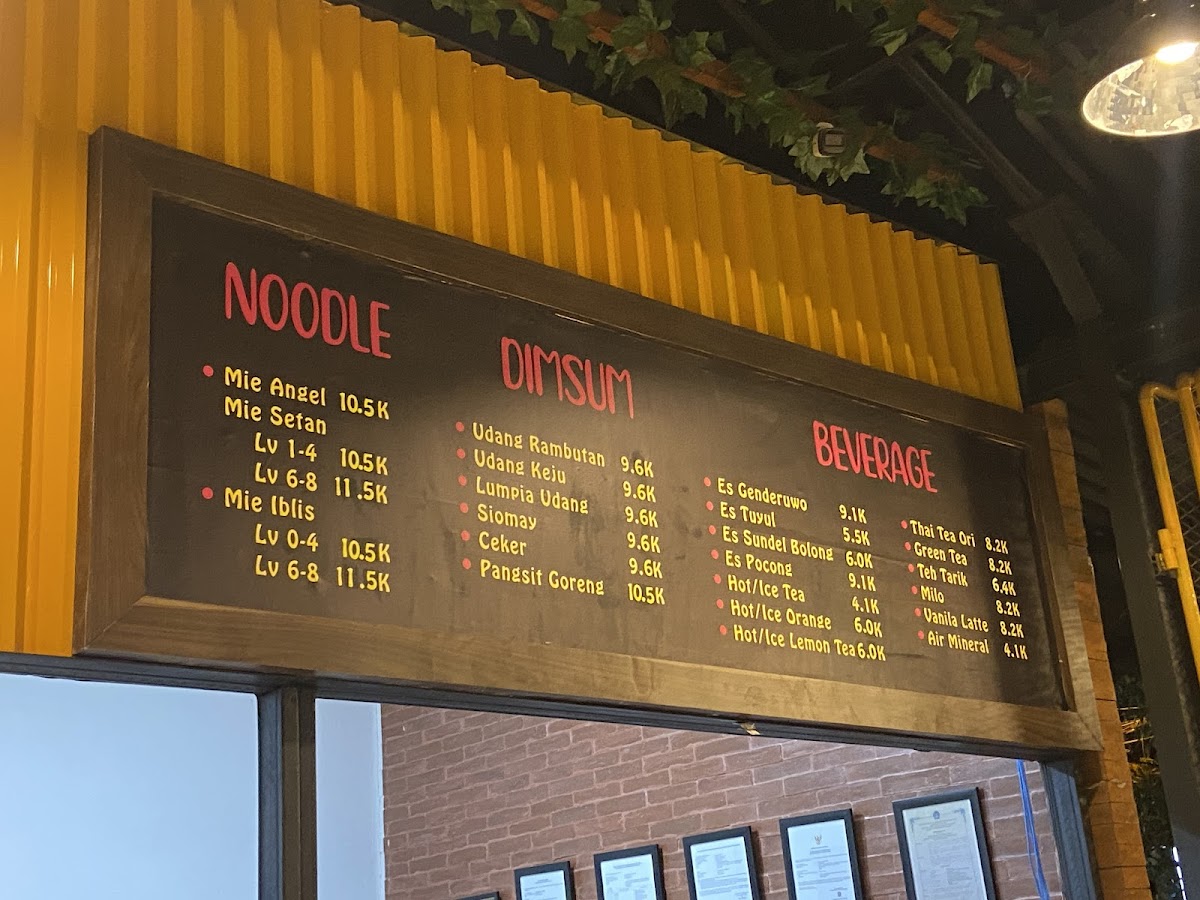 NOODLE
Mie Angel 10.5K
Mie Setan
Lv 1-4 10.5K
Lv 6-8 11.5K
Mie Iblis
Lv 0-4 10.5K
Lv 6-8 11.5K
DIMSUM
Udang Rambutan 9.6K
Udang Keju 9.6K
Lumpia Udang 9.6K
Siomay 9.6K
Ceker 9.6K
Pangsit Goreng 10.5K
BEVERAGE
Es Genderuwo 9.1K
Es Tuyul 5.5K
Es Sundel Bolong 6.0K
Es Pocong 9.1K
Hot/Ice Tea 4.1K
Hot/Ice Orange 6.0K
Hot/Ice Lemon Tea 6.0K
Thai Tea Ori 8.2K
Green Tea 8.2K
Teh Tarik 6.4K
Milo 8.2K
Vanila Latte 8.2K
Air Mineral 4.1K